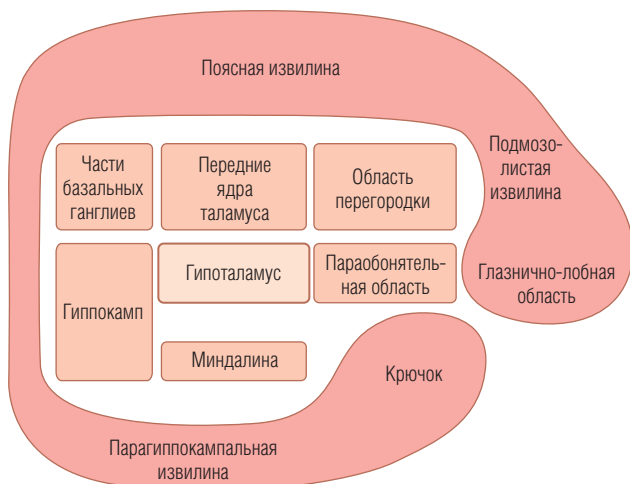 Поясная извилина
Подмозо-
листая
извилина
Части
базальных
ганглиев
Передние
ядра
таламуса
Область
перегородки
Глазнично-лобная
область
Гиппокамп
Гипоталамус
Параобонятель-
ная область
Миндалина
Крючок
Парагиппокампальная
извилина